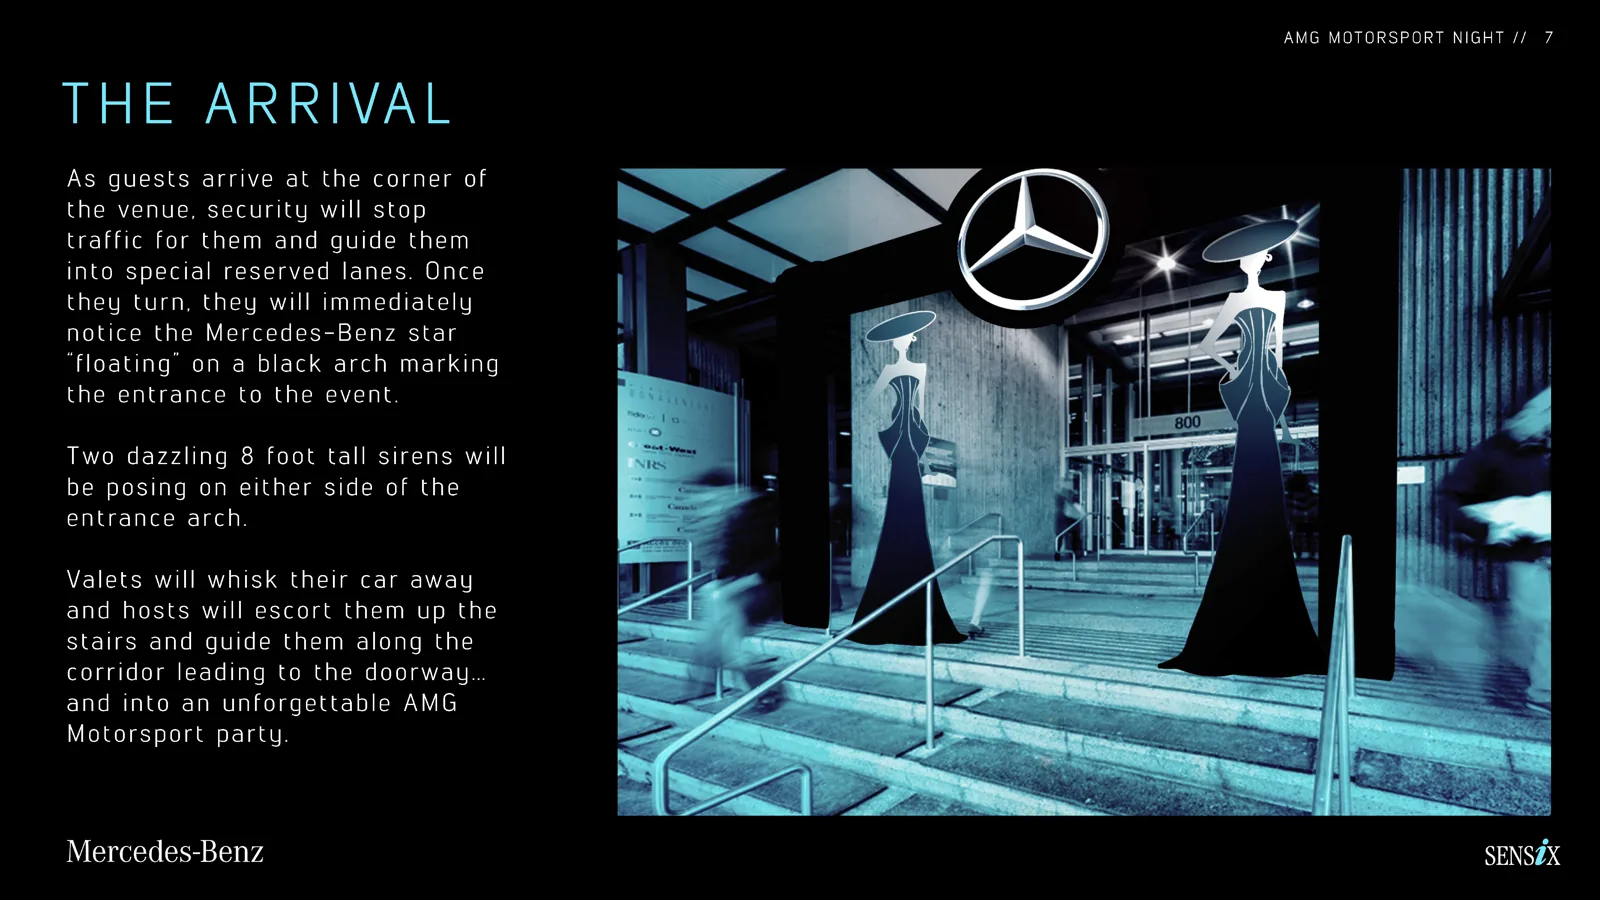 AMG MOTORSPORT NIGHT // 7
THE ARRIVAL
As guests arrive at the corner of
the venue, security will stop
traffic for them and guide them
into special reserved lanes. Once
they turn, they will immediately
notice the Mercedes-Benz star
“floating” on a black arch marking
the entrance to the event.
Two dazzling 8 foot tall sirens will
be posing on either side of the
entrance arch.
Valets will whisk their car away
and hosts will escort them up the
stairs and guide them along the
corridor leading to the doorway...
and into an unforgettable AMG
Motorsport party.
800
INRS
Canada
Mercedes-Benz
SENSiX